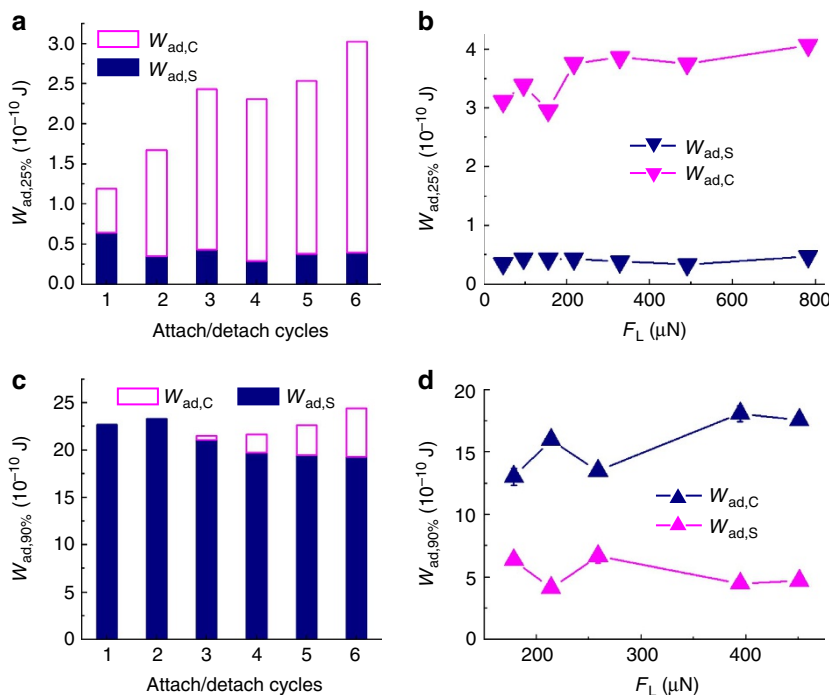 a
W_ad,C
W_ad,S
W_ad,25% (10⁻¹⁰ J)
3.0
2.5
2.0
1.5
1.0
0.5
0.0
1 2 3 4 5 6
Attach/detach cycles
b
W_ad,25% (10⁻¹⁰ J)
4
3
2
1
0
W_ad,S
W_ad,C
0 200 400 600 800
F_L (μN)
c
W_ad,C W_ad,S
W_ad,90% (10⁻¹⁰ J)
25
20
15
10
5
0
1 2 3 4 5 6
Attach/detach cycles
d
W_ad,90% (10⁻¹⁰ J)
20
15
10
5
0
W_ad,C
W_ad,S
200 400
F_L (μN)